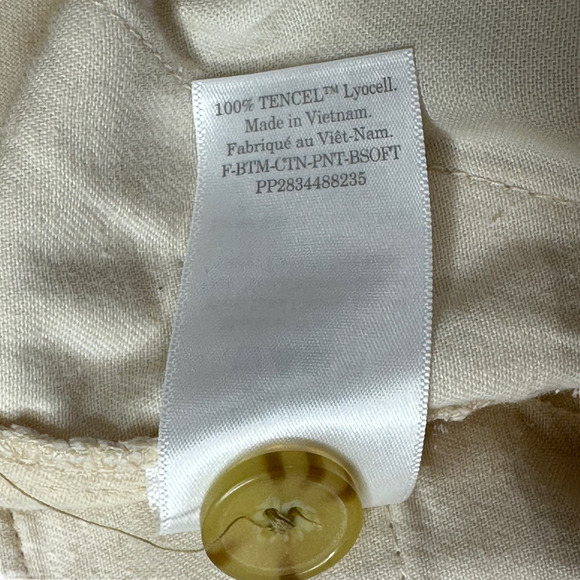 100% TENCEL™ Lyocell.
Made in Vietnam.
Fabriqué au Viêt-Nam.
F-BTM-CTN-PNT-BSOFT
PP2834488235